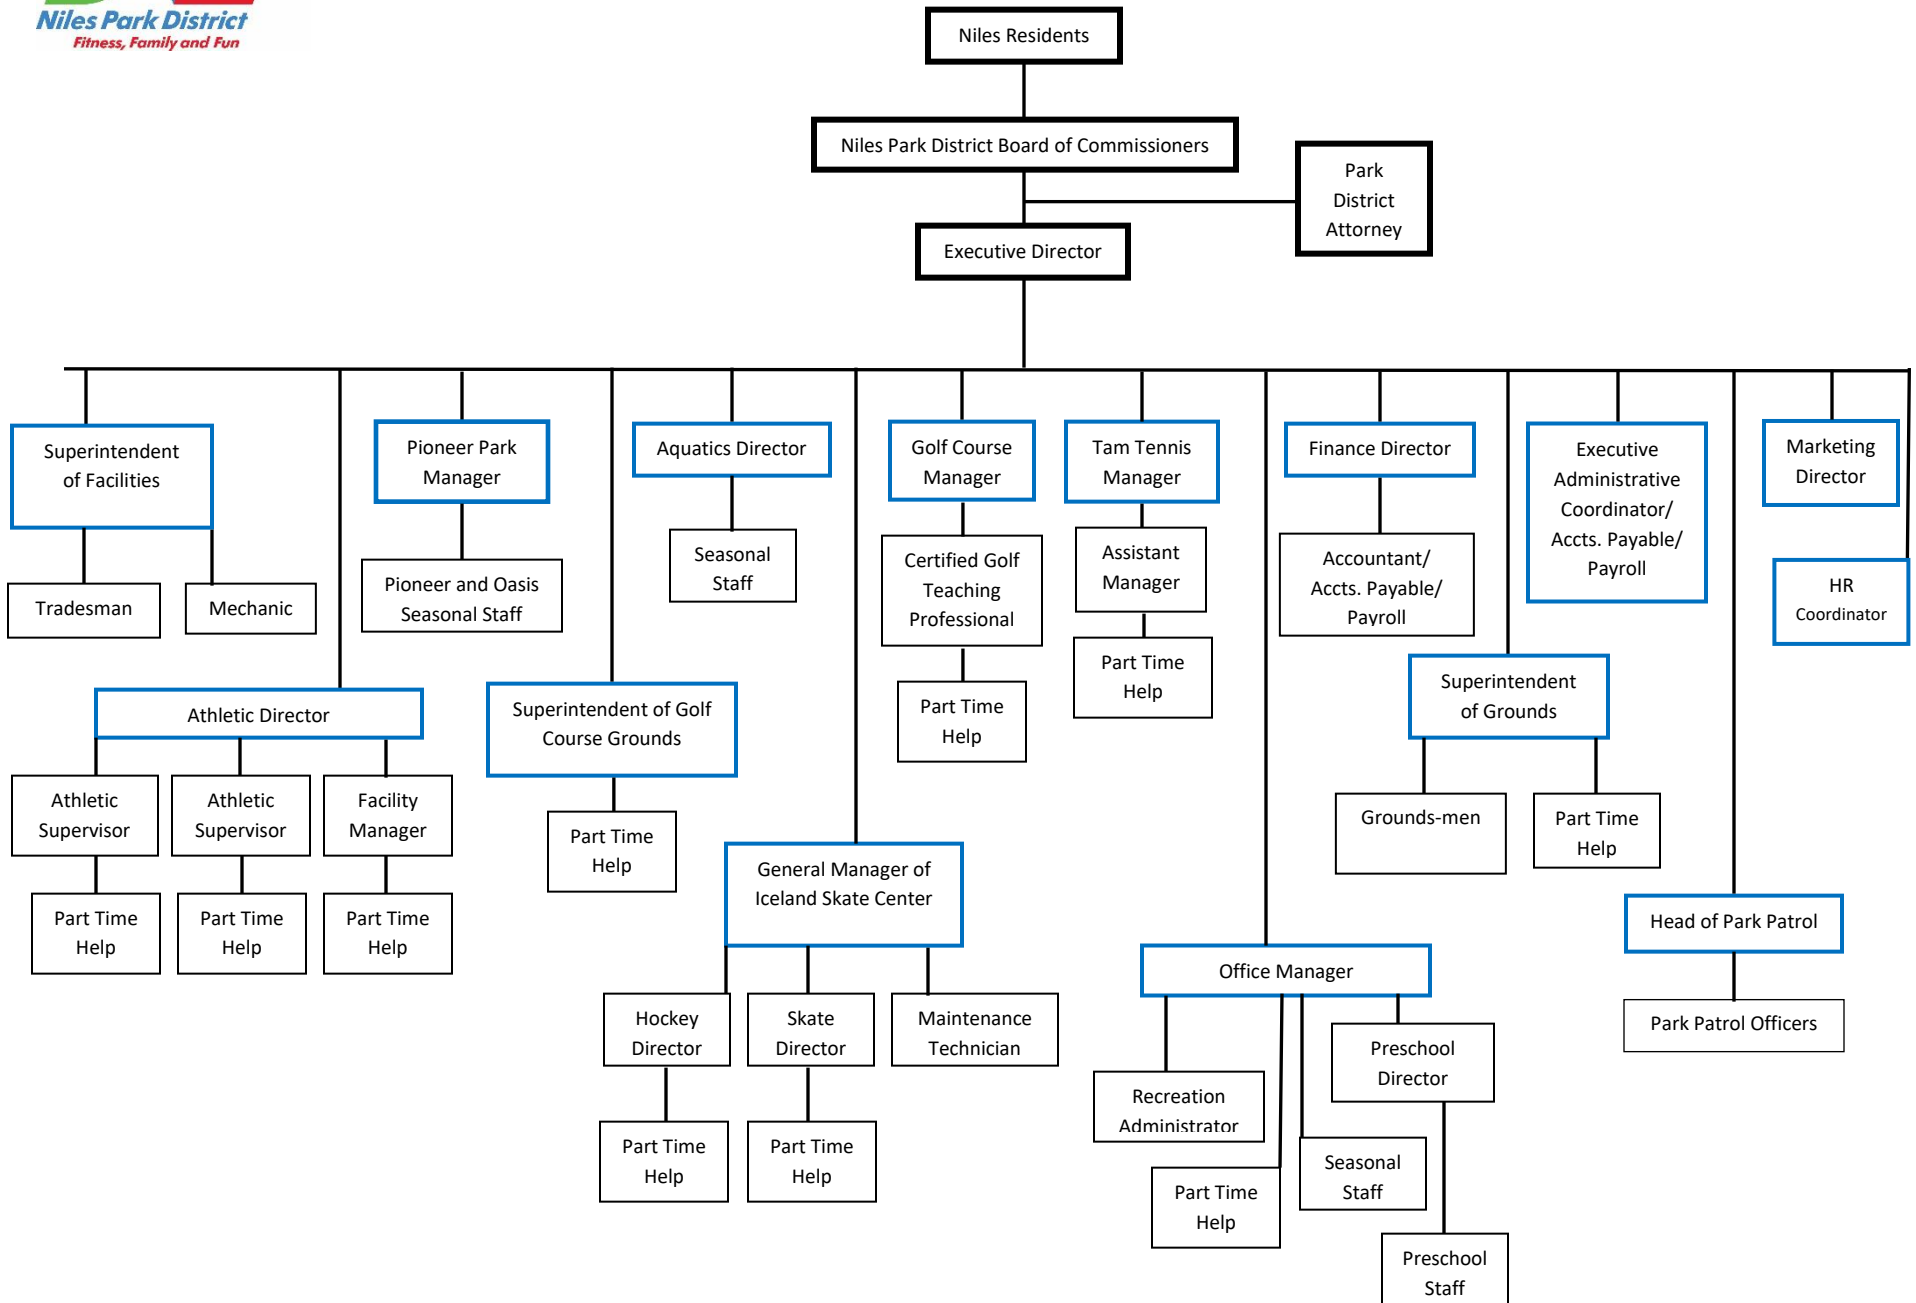 Niles Park District
Fitness, Family and Fun
Niles Residents
Niles Park District Board of Commissioners
Park
District
Attorney
Executive Director
Superintendent
of Facilities
Tradesman
Mechanic
Pioneer Park
Manager
Pioneer and Oasis
Seasonal Staff
Aquatics Director
Seasonal
Staff
Golf Course
Manager
Certified Golf
Teaching
Professional
Part Time
Help
Tam Tennis
Manager
Assistant
Manager
Part Time
Help
Finance Director
Accountant/
Accts. Payable/
Payroll
Executive
Administrative
Coordinator/
Accts. Payable/
Payroll
Marketing
Director
HR
Coordinator
Athletic Director
Athletic
Supervisor
Part Time
Help
Athletic
Supervisor
Part Time
Help
Facility
Manager
Part Time
Help
Superintendent of Golf
Course Grounds
Part Time
Help
General Manager of
Iceland Skate Center
Hockey
Director
Part Time
Help
Skate
Director
Part Time
Help
Maintenance
Technician
Superintendent
of Grounds
Grounds-men
Part Time
Help
Office Manager
Recreation
Administrator
Part Time
Help
Seasonal
Staff
Preschool
Director
Preschool
Staff
Head of Park Patrol
Park Patrol Officers